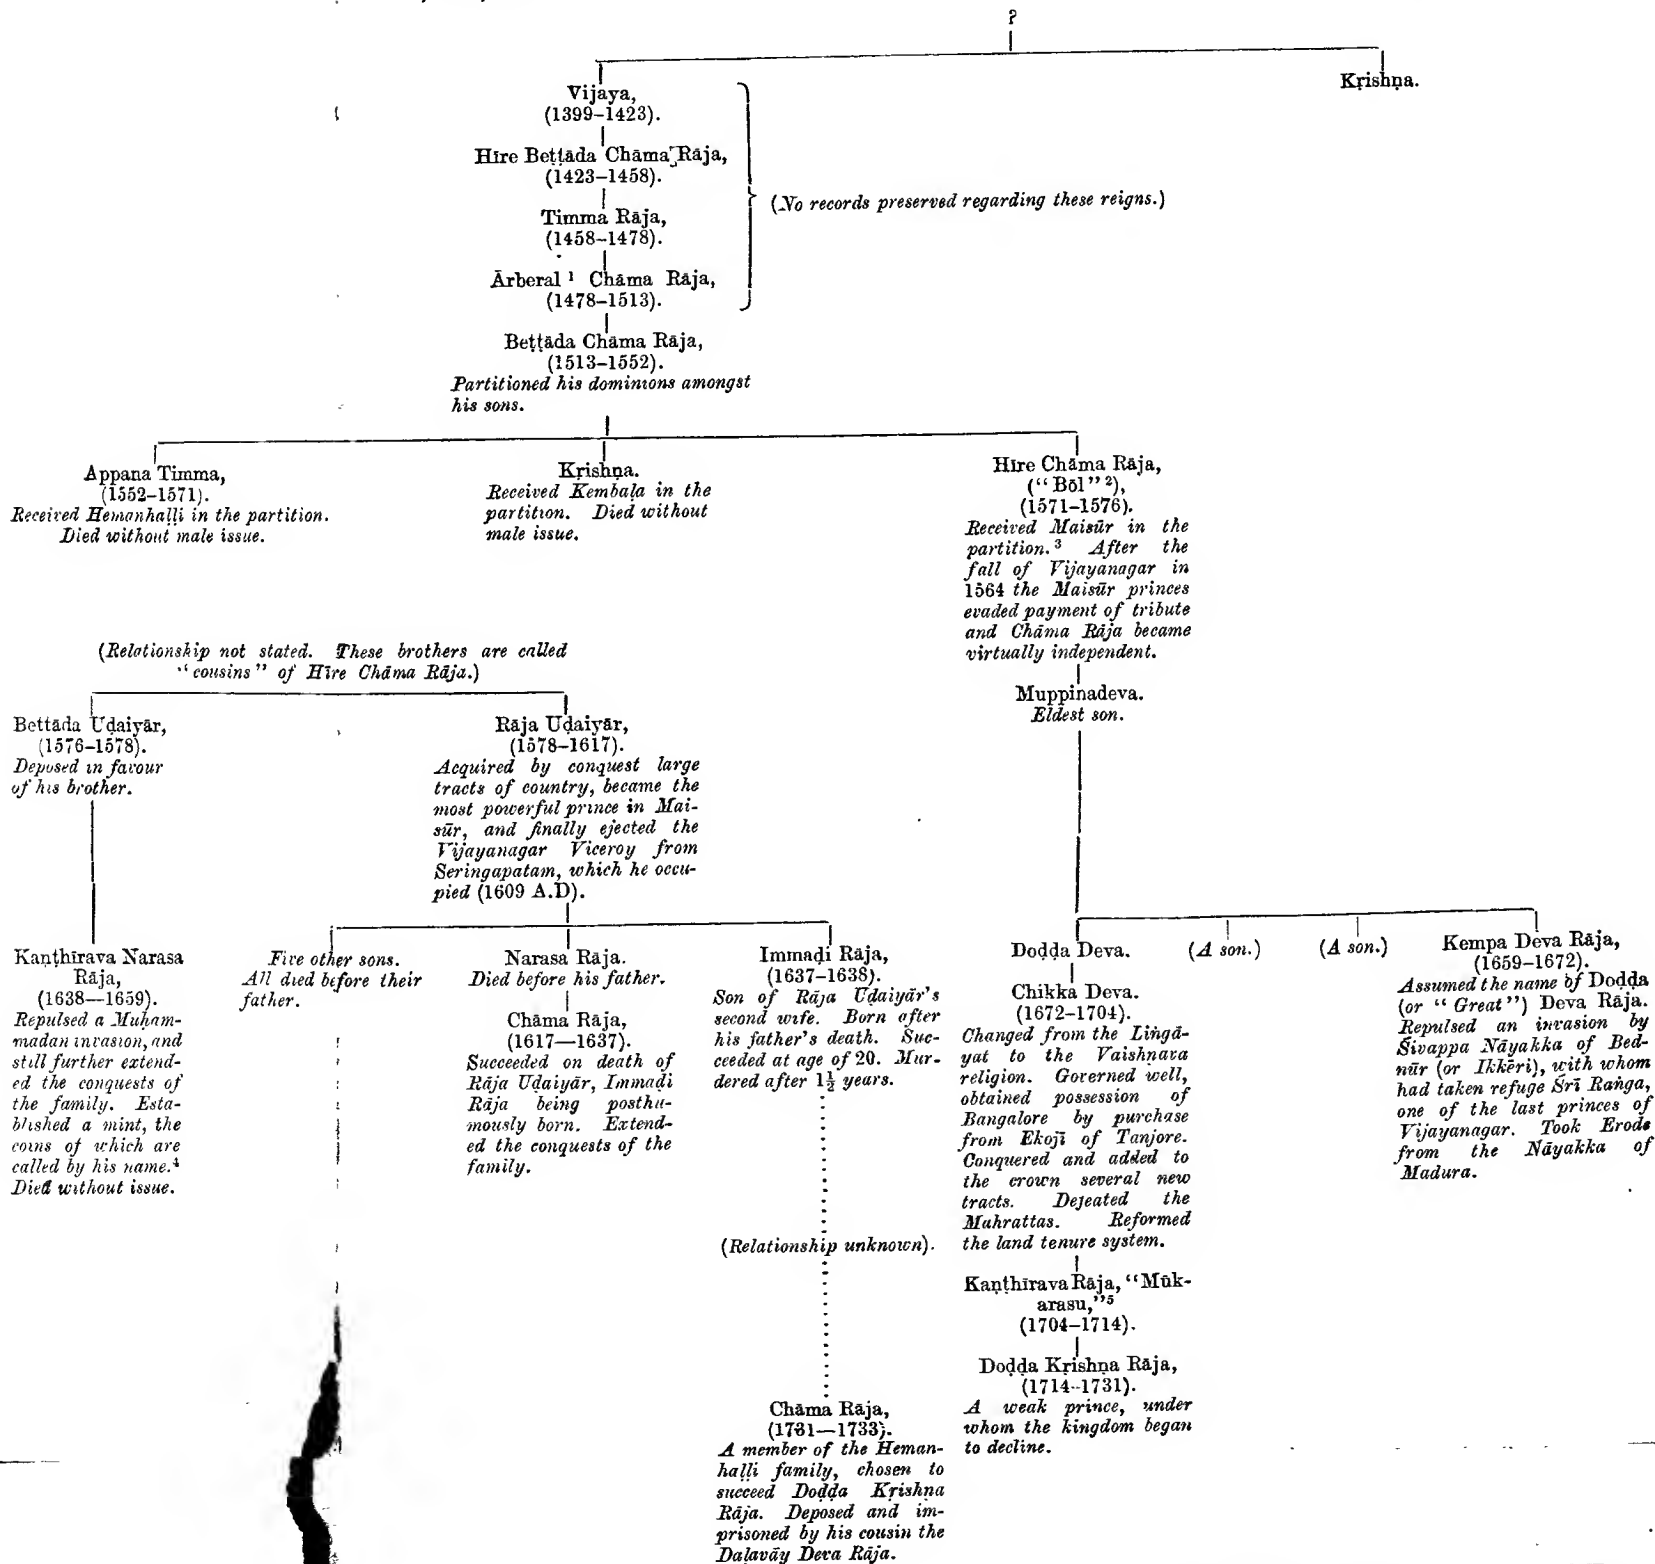 ?
Vijaya,
(1399–1423).
Kṛishṇa.
Hīre Beṭṭāda Chāma Rāja,
(1423–1458).
(No records preserved regarding these reigns.)
Timma Rāja,
(1458–1478).
Ārberal ¹ Chāma Rāja,
(1478–1513).
Beṭṭāda Chāma Rāja,
(1513–1552).
Partitioned his dominions amongst
his sons.
Appana Timma,
(1552–1571).
Received Hemanhaḷḷi in the partition.
Died without male issue.
Kṛishṇa.
Received Kembaḷa in the
partition. Died without
male issue.
Hīre Chāma Rāja,
(“Bōl” ²),
(1571–1576).
Received Maisūr in the
partition.³ After the
fall of Vijayanagar in
1564 the Maisūr princes
evaded payment of tribute
and Chāma Rāja became
virtually independent.
(Relationship not stated. These brothers are called
“cousins” of Hīre Chāma Rāja.)
Muppinadeva.
Eldest son.
Bettāda Uḍaiyār,
(1576–1578).
Deposed in favour
of his brother.
Rāja Uḍaiyār,
(1578–1617).
Acquired by conquest large
tracts of country, became the
most powerful prince in Mai-
sūr, and finally ejected the
Vijayanagar Viceroy from
Seringapatam, which he occu-
pied (1609 A.D).
Kaṇṭhīrava Narasa
Rāja,
(1638—1659).
Repulsed a Muḥam-
madan invasion, and
still further extend-
ed the conquests of
the family. Esta-
blished a mint, the
coins of which are
called by his name.⁴
Died without issue.
Five other sons.
All died before their
father.
Narasa Rāja.
Died before his father.
Chāma Rāja,
(1617—1637).
Succeeded on death of
Rāja Uḍaiyār, Immaḍi
Rāja being posthu-
mously born. Extend-
ed the conquests of the
family.
Immaḍi Rāja,
(1637–1638).
Son of Rāja Uḍaiyār's
second wife. Born after
his father's death. Suc-
ceeded at age of 20. Mur-
dered after 1½ years.
(Relationship unknown).
Chāma Rāja,
(1731—1733).
A member of the Heman-
haḷḷi family, chosen to
succeed Doḍḍa Kṛishṇa
Rāja. Deposed and im-
prisoned by his cousin the
Daḷavāy Deva Rāja.
Doḍḍa Deva.
Chikka Deva.
(1672–1704).
Changed from the Liṅgā-
yat to the Vaishṇava
religion. Governed well,
obtained possession of
Bangalore by purchase
from Ekojī of Tanjore.
Conquered and added to
the crown several new
tracts. Defeated the
Mahrattas. Reformed
the land tenure system.
Kaṇṭhīrava Rāja, “Mūk-
arasu,”⁵
(1704–1714).
Doḍḍa Kṛishṇa Rāja,
(1714–1731).
A weak prince, under
whom the kingdom began
to decline.
(A son.)
(A son.)
Kempa Deva Rāja,
(1659–1672).
Assumed the name of Doḍḍa
(or “Great”) Deva Rāja.
Repulsed an invasion by
Śivappa Nāyakka of Bed-
nūr (or Ikkēri), with whom
had taken refuge Śrī Raṅga,
one of the last princes of
Vijayanagar. Took Erode
from the Nāyakka of
Madura.